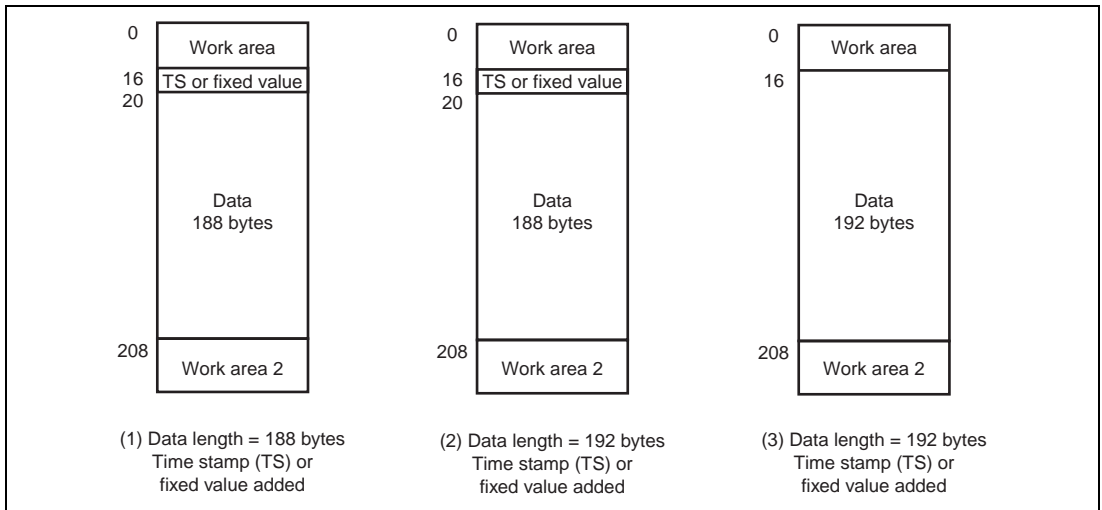 0
Work area
16
TS or fixed value
20
Data
188 bytes
208
Work area 2
(1) Data length = 188 bytes
Time stamp (TS) or
fixed value added
0
Work area
16
TS or fixed value
20
Data
188 bytes
208
Work area 2
(2) Data length = 192 bytes
Time stamp (TS) or
fixed value added
0
Work area
16
Data
192 bytes
208
Work area 2
(3) Data length = 192 bytes
Time stamp (TS) or
fixed value added